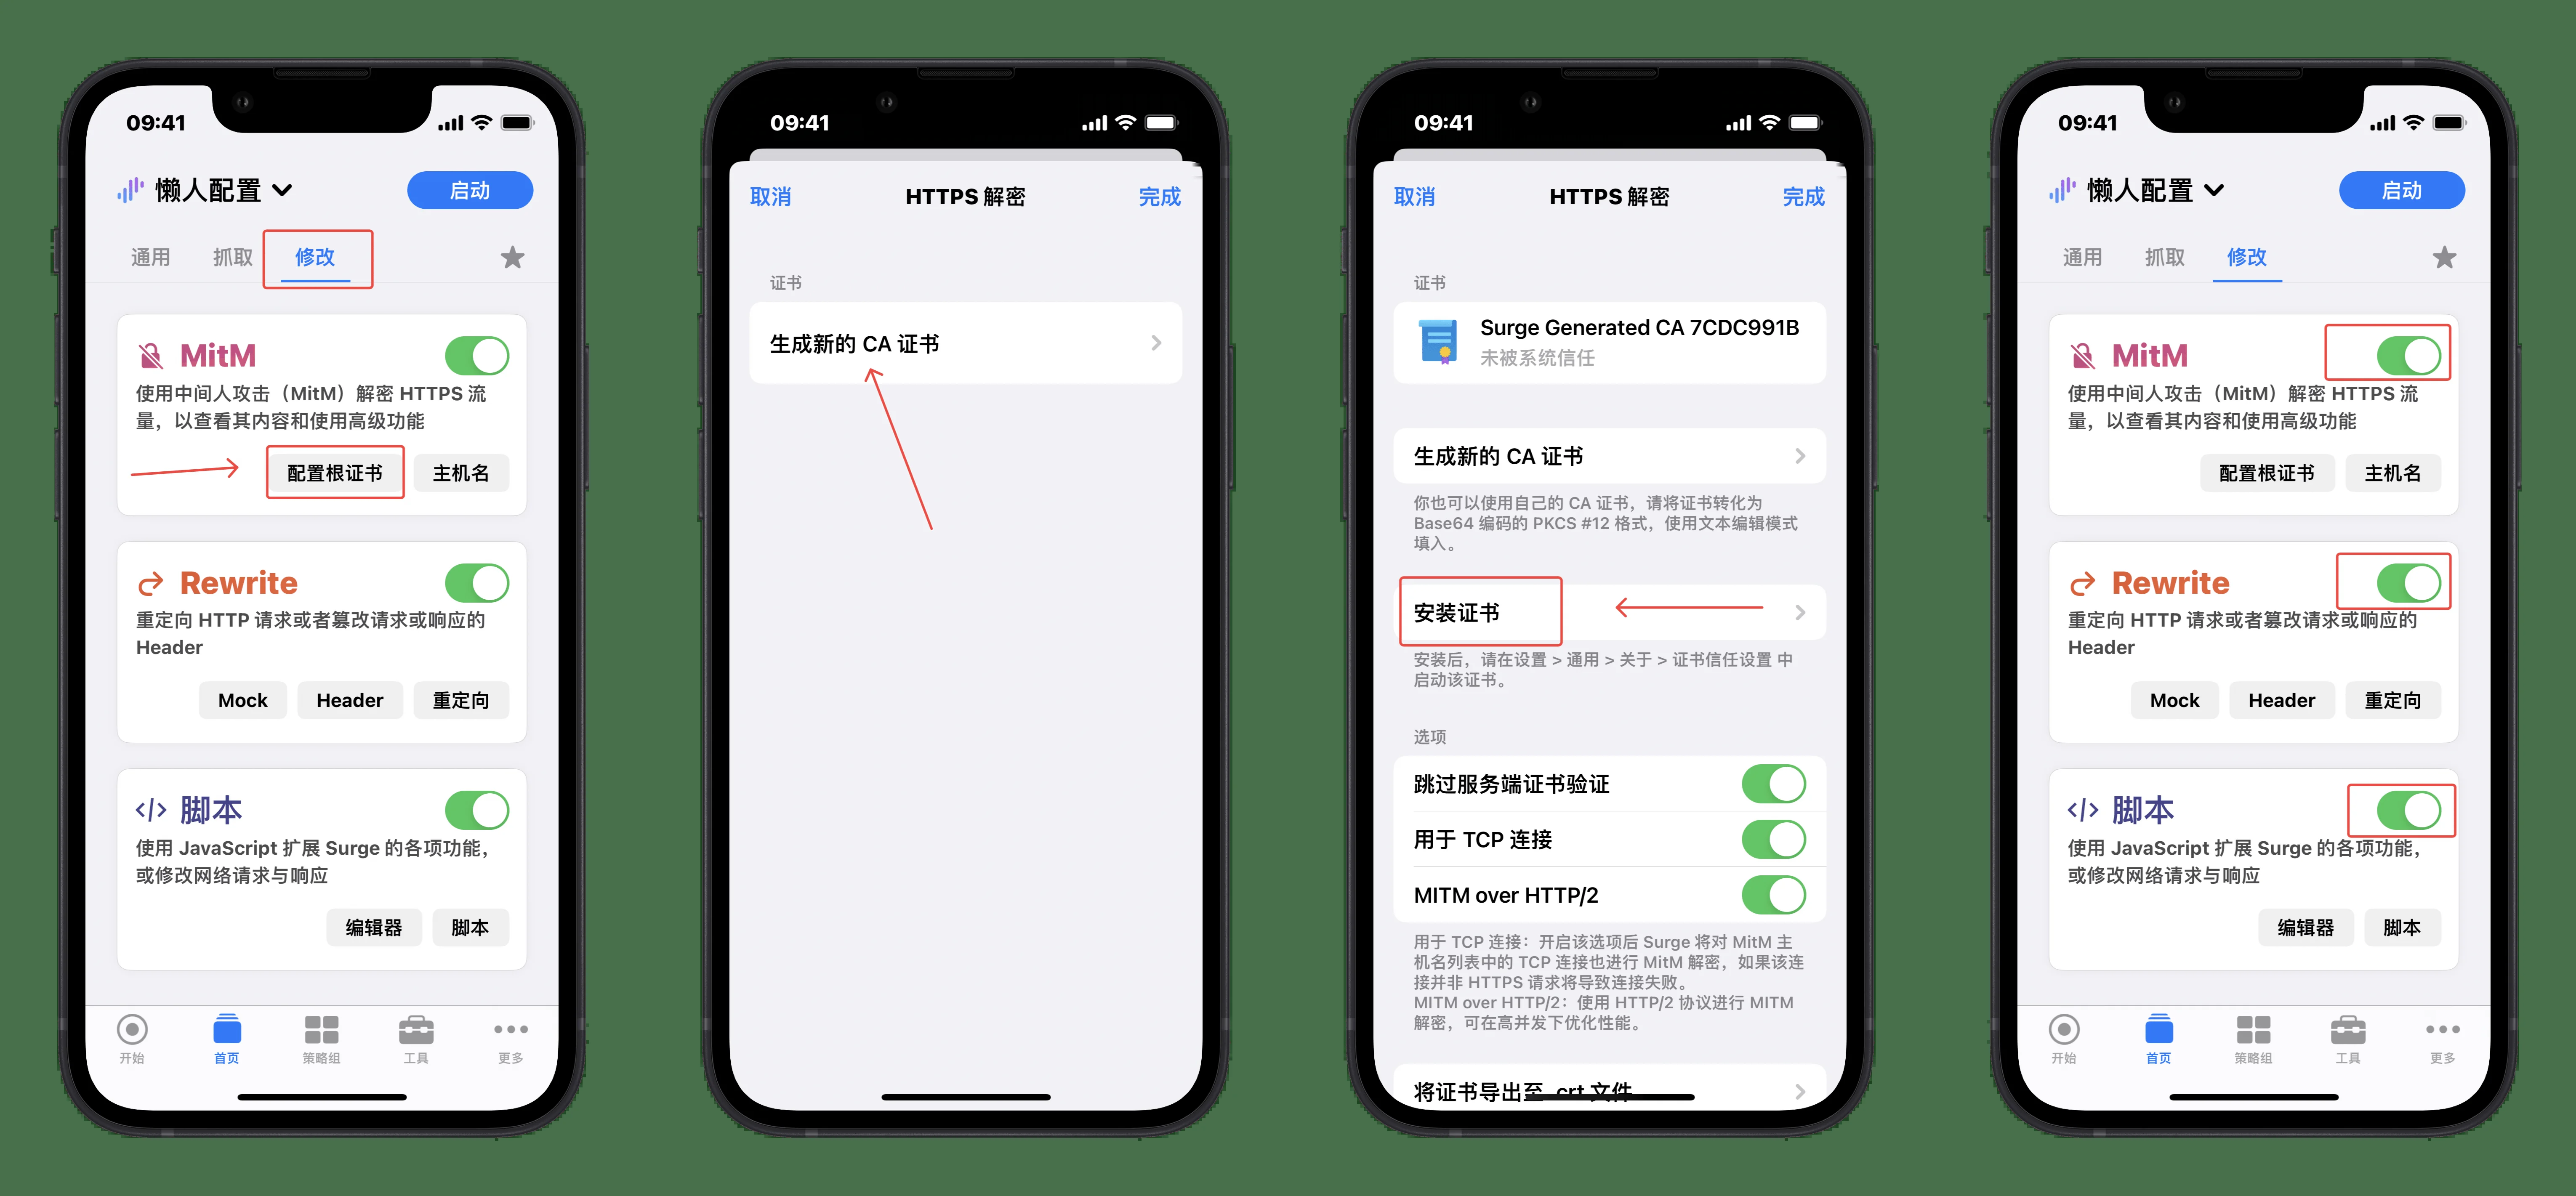 09:41
懒人配置
启动
通用
抓取
修改
MitM
使用中间人攻击（MitM）解密 HTTPS 流
量，以查看其内容和使用高级功能
配置根证书
主机名
Rewrite
重定向 HTTP 请求或者篡改请求或响应的
Header
Mock
Header
重定向
脚本
使用 JavaScript 扩展 Surge 的各项功能，
或修改网络请求与响应
编辑器
脚本
开始
首页
策略组
工具
更多
09:41
取消
HTTPS 解密
完成
证书
生成新的 CA 证书
09:41
取消
HTTPS 解密
完成
证书
Surge Generated CA 7CDC991B
未被系统信任
生成新的 CA 证书
你也可以使用自己的 CA 证书，请将证书转化为
Base64 编码的 PKCS #12 格式，使用文本编辑模式
填入。
安装证书
安装后，请在设置 > 通用 > 关于 > 证书信任设置 中
启动该证书。
选项
跳过服务端证书验证
用于 TCP 连接
MITM over HTTP/2
用于 TCP 连接：开启该选项后 Surge 将对 MitM 主
机名列表中的 TCP 连接也进行 MitM 解密，如果该连
接并非 HTTPS 请求将导致连接失败。
MITM over HTTP/2：使用 HTTP/2 协议进行 MITM
解密，可在高并发下优化性能。
将证书导出至 .crt 文件
09:41
懒人配置
启动
通用
抓取
修改
MitM
使用中间人攻击（MitM）解密 HTTPS 流
量，以查看其内容和使用高级功能
配置根证书
主机名
Rewrite
重定向 HTTP 请求或者篡改请求或响应的
Header
Mock
Header
重定向
脚本
使用 JavaScript 扩展 Surge 的各项功能，
或修改网络请求与响应
编辑器
脚本
开始
首页
策略组
工具
更多